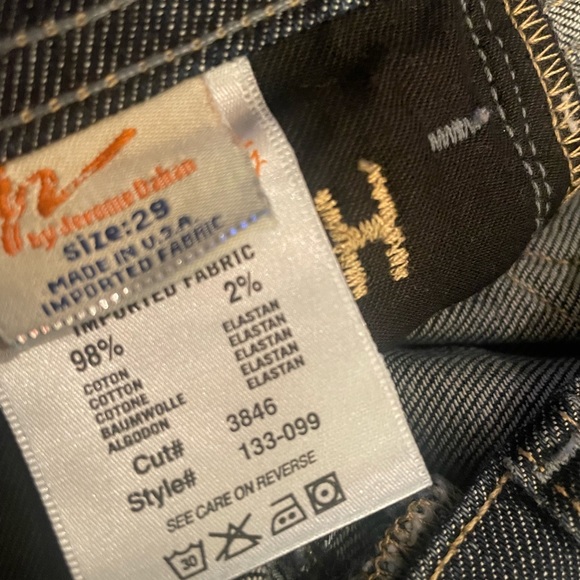 by Jerome Dahan
Size:29
MADE IN U.S.A.
IMPORTED FABRIC
IMPORTED FABRIC
98% 2%
COTON ELASTAN
COTTON ELASTAN
COTONE ELASTAN
BAUMWOLLE ELASTAN
ALGODON
Cut# 3846
Style# 133-099
SEE CARE ON REVERSE
30
H